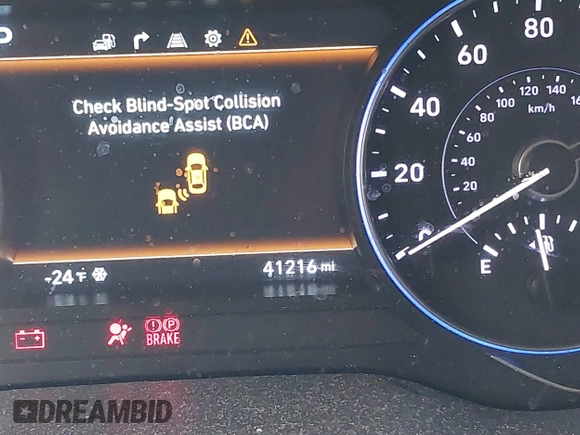 P
80
60
40
20
0
Check Blind-Spot Collision
Avoidance Assist (BCA)
120 140
100
80
60
40
20
km/h
E
-24°F
41216 mi
P
BRAKE
DREAMBID